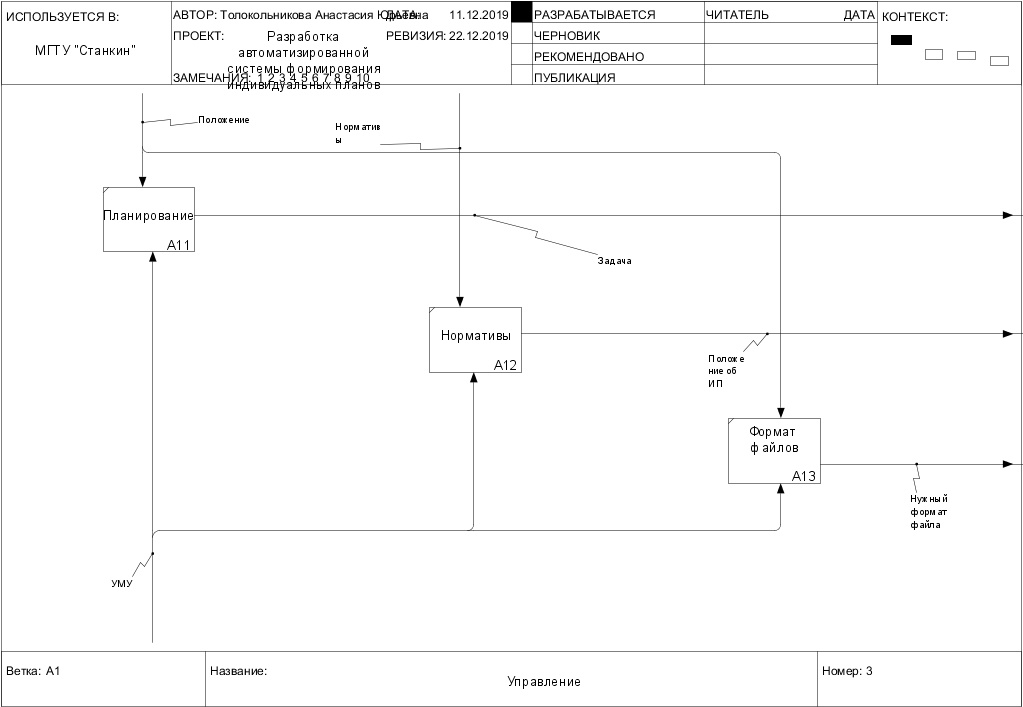 ИСПОЛЬЗУЕТСЯ В:
МГТУ "Станкин"
АВТОР: Толокольникова Анастасия Юрьевна
ДАТА: 11.12.2019
ПРОЕКТ: Разработка
автоматизированной
системы формирования
индивидуальных планов
РЕВИЗИЯ: 22.12.2019
ЗАМЕЧАНИЯ: 1 2 3 4 5 6 7 8 9 10
РАЗРАБАТЫВАЕТСЯ
ЧЕРНОВИК
РЕКОМЕНДОВАНО
ПУБЛИКАЦИЯ
ЧИТАТЕЛЬ ДАТА
КОНТЕКСТ:
Положение
Норматив
ы
Планирование
A11
Задача
Нормативы
A12
Положе
ние об
ИП
Формат
файлов
A13
Нужный
формат
файла
УМУ
Ветка: A1
Название:
Управление
Номер: 3